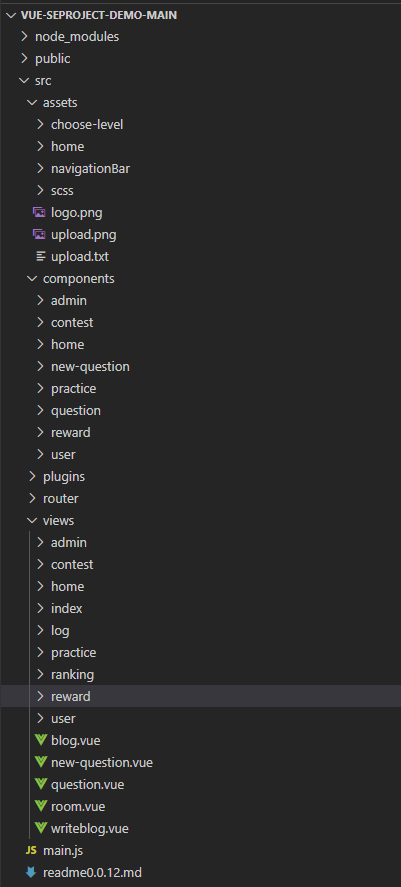 VUE-SEPROJECT-DEMO-MAIN
node_modules
public
src
assets
choose-level
home
navigationBar
scss
logo.png
upload.png
upload.txt
components
admin
contest
home
new-question
practice
question
reward
user
plugins
router
views
admin
contest
home
index
log
practice
ranking
reward
user
blog.vue
new-question.vue
question.vue
room.vue
writeblog.vue
JS main.js
readme0.0.12.md